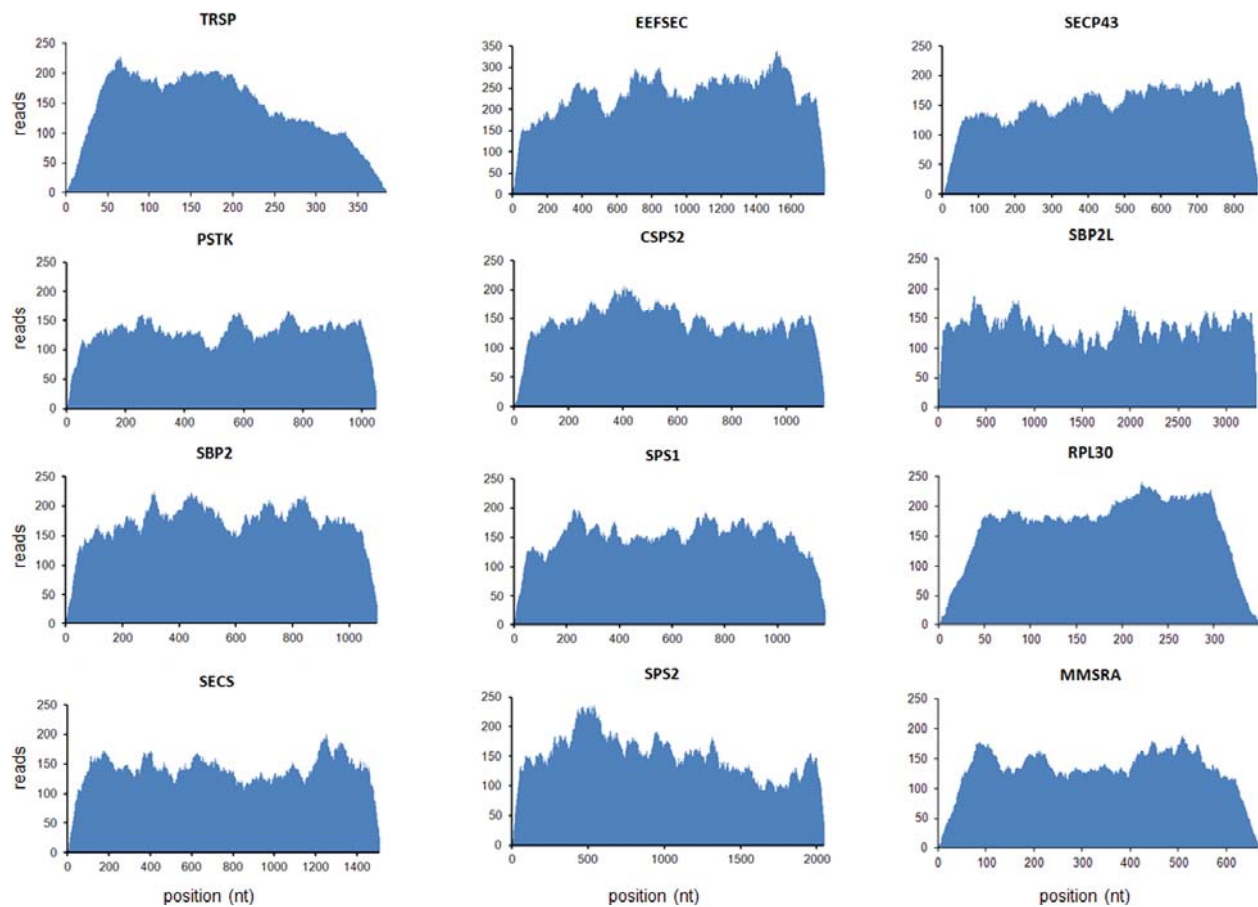 TRSP
EEFSEC
SECP43
reads
250
200
150
100
50
0
0 50 100 150 200 250 300 350
350
300
250
200
150
100
50
0
0 200 400 600 800 1000 1200 1400 1600
250
200
150
100
50
0
0 100 200 300 400 500 600 700 800
PSTK
CSPS2
SBP2L
reads
250
200
150
100
50
0
0 200 400 600 800 1000
250
200
150
100
50
0
0 200 400 600 800 1000
250
200
150
100
50
0
0 500 1000 1500 2000 2500 3000
SBP2
SPS1
RPL30
reads
250
200
150
100
50
0
0 200 400 600 800 1000
250
200
150
100
50
0
0 200 400 600 800 1000
250
200
150
100
50
0
0 50 100 150 200 250 300
SECS
SPS2
MMSRA
reads
250
200
150
100
50
0
0 200 400 600 800 1000 1200 1400
250
200
150
100
50
0
0 500 1000 1500 2000
250
200
150
100
50
0
0 100 200 300 400 500 600
position (nt)
position (nt)
position (nt)